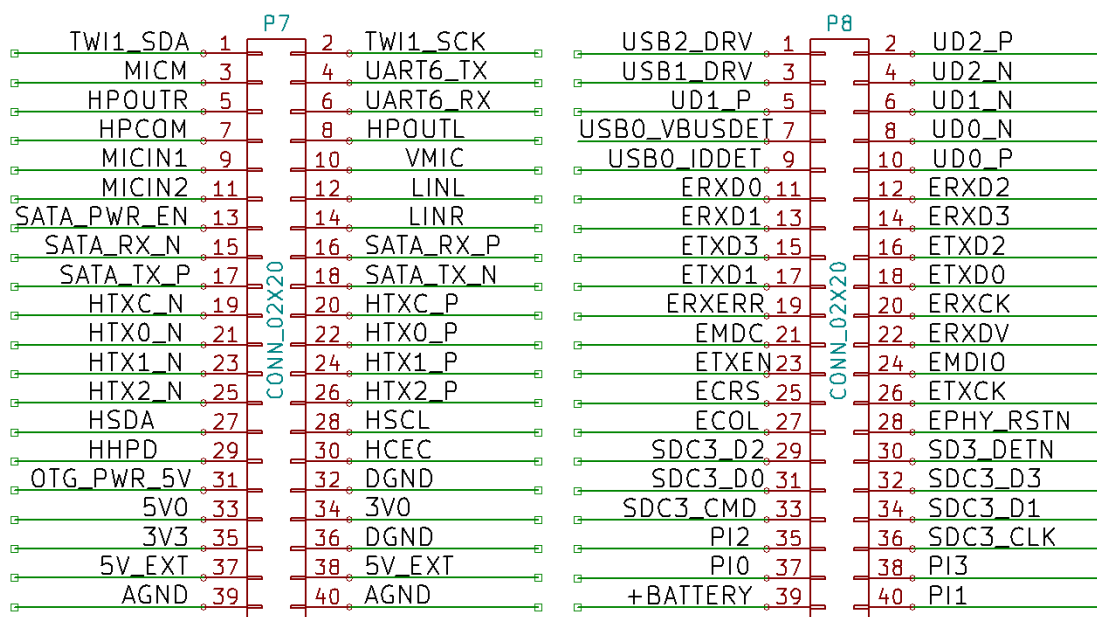 P7 P8
TWI1_SDA 1 2 TWI1_SCK USB2_DRV 1 2 UD2_P
MICM 3 4 UART6_TX USB1_DRV 3 4 UD2_N
HPOUTR 5 6 UART6_RX UD1_P 5 6 UD1_N
HPCOM 7 8 HPOUTL USB0_VBUSDET 7 8 UD0_N
MICIN1 9 10 VMIC USB0_IDDET 9 10 UD0_P
MICIN2 11 12 LINL ERXD0 11 12 ERXD2
SATA_PWR_EN 13 14 LINR ERXD1 13 14 ERXD3
SATA_RX_N 15 16 SATA_RX_P ETXD3 15 16 ETXD2
SATA_TX_P 17 18 SATA_TX_N ETXD1 17 18 ETXD0
HTXC_N 19 20 HTXC_P ERXERR 19 20 ERXCK
HTX0_N 21 22 HTX0_P EMDC 21 22 ERXDV
HTX1_N 23 24 HTX1_P ETXEN 23 24 EMDIO
HTX2_N 25 26 HTX2_P ECRS 25 26 ETXCK
HSDA 27 28 HSCL ECOL 27 28 EPHY_RSTN
HHPD 29 30 HCEC SDC3_D2 29 30 SD3_DETN
OTG_PWR_5V 31 32 DGND SDC3_D0 31 32 SDC3_D3
5V0 33 34 3V0 SDC3_CMD 33 34 SDC3_D1
3V3 35 36 DGND PI2 35 36 SDC3_CLK
5V_EXT 37 38 5V_EXT PI0 37 38 PI3
AGND 39 40 AGND +BATTERY 39 40 PI1
CONN_02X20 CONN_02X20